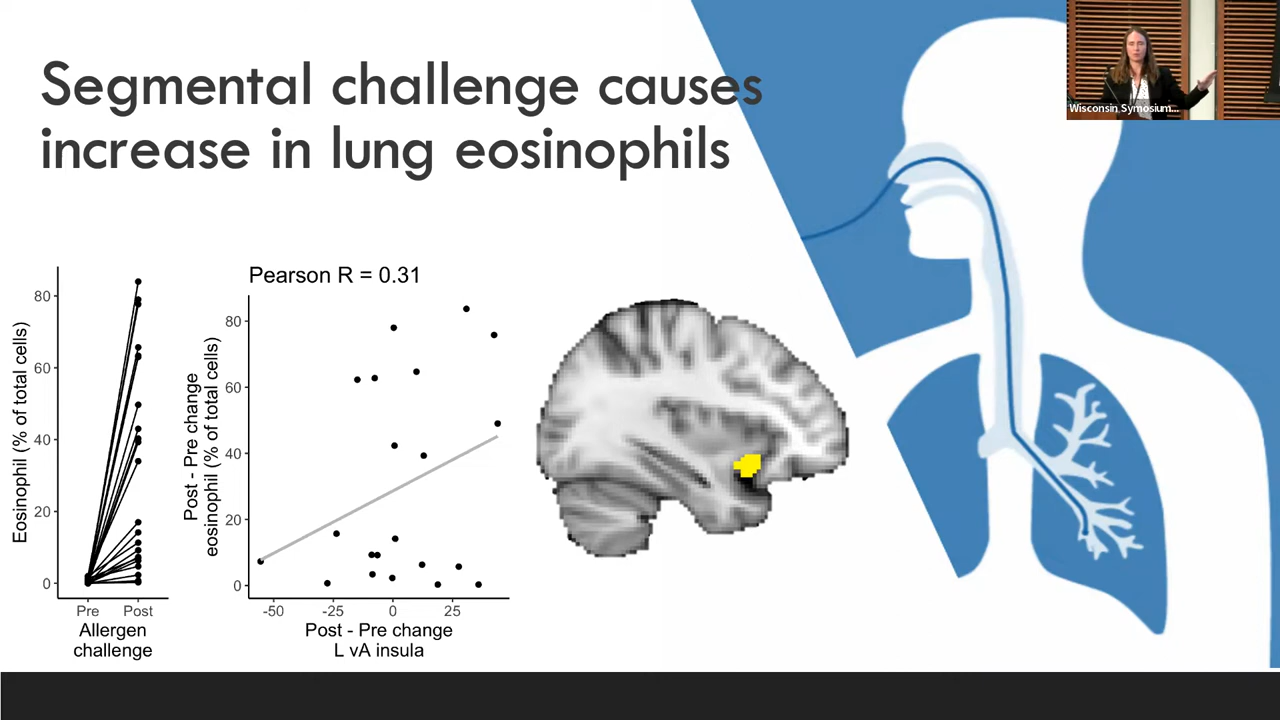 Segmental challenge causes
increase in lung eosinophils
Wisconsin Symposium...
Eosinophil (% of total cells)
80
60
40
20
0
Pre Post
Allergen
challenge
Pearson R = 0.31
Post - Pre change
eosinophil (% of total cells)
80
60
40
20
0
-50 -25 0 25
Post - Pre change
L vA insula